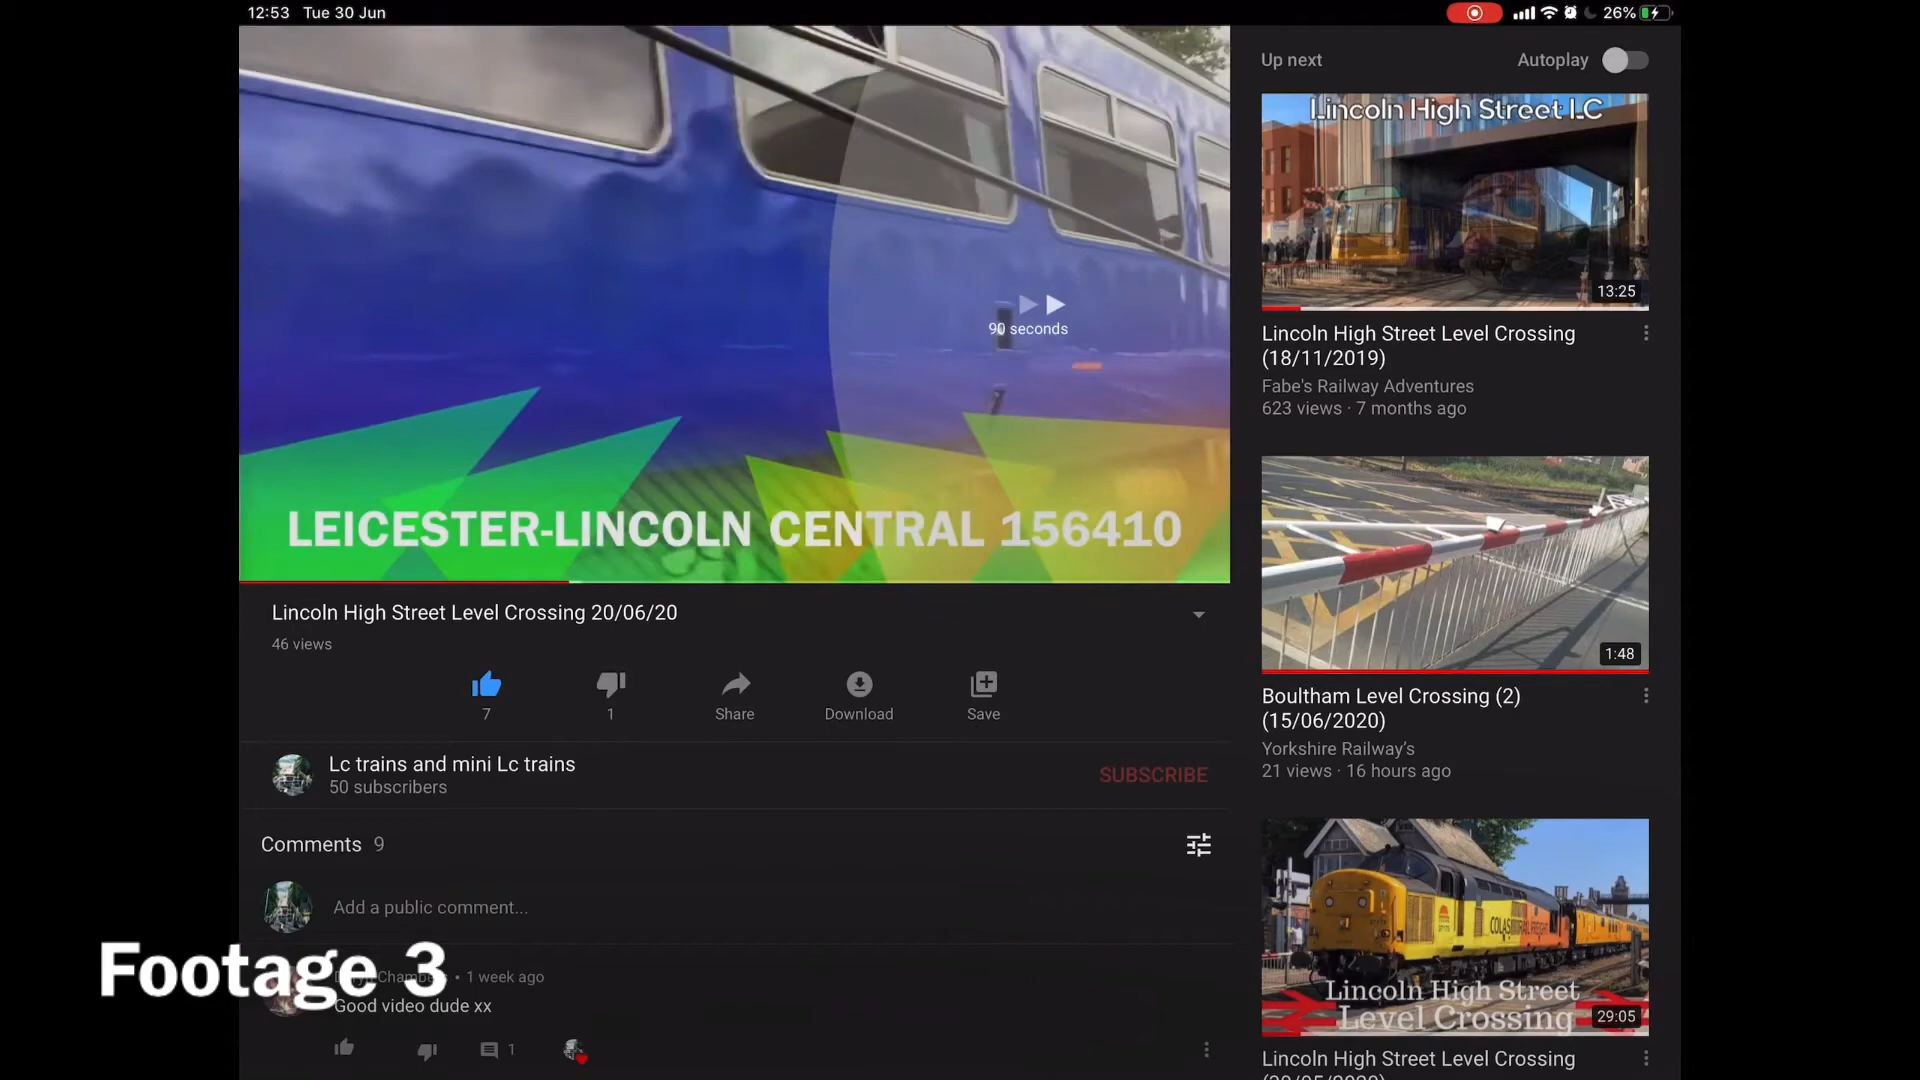 12:53 Tue 30 Jun
26%
90 seconds
LEICESTER-LINCOLN CENTRAL 156410
Lincoln High Street Level Crossing 20/06/20
46 views
7
1
Share
Download
Save
Lc trains and mini Lc trains
50 subscribers
SUBSCRIBE
Comments 9
Add a public comment...
• 1 week ago
Good video dude xx
1
Footage 3
Up next
Autoplay
Lincoln High Street LC
13:25
Lincoln High Street Level Crossing
(18/11/2019)
Fabe's Railway Adventures
623 views · 7 months ago
1:48
Boultham Level Crossing (2)
(15/06/2020)
Yorkshire Railway's
21 views · 16 hours ago
COLAS RAIL FREIGHT
Lincoln High Street
Level Crossing
29:05
Lincoln High Street Level Crossing